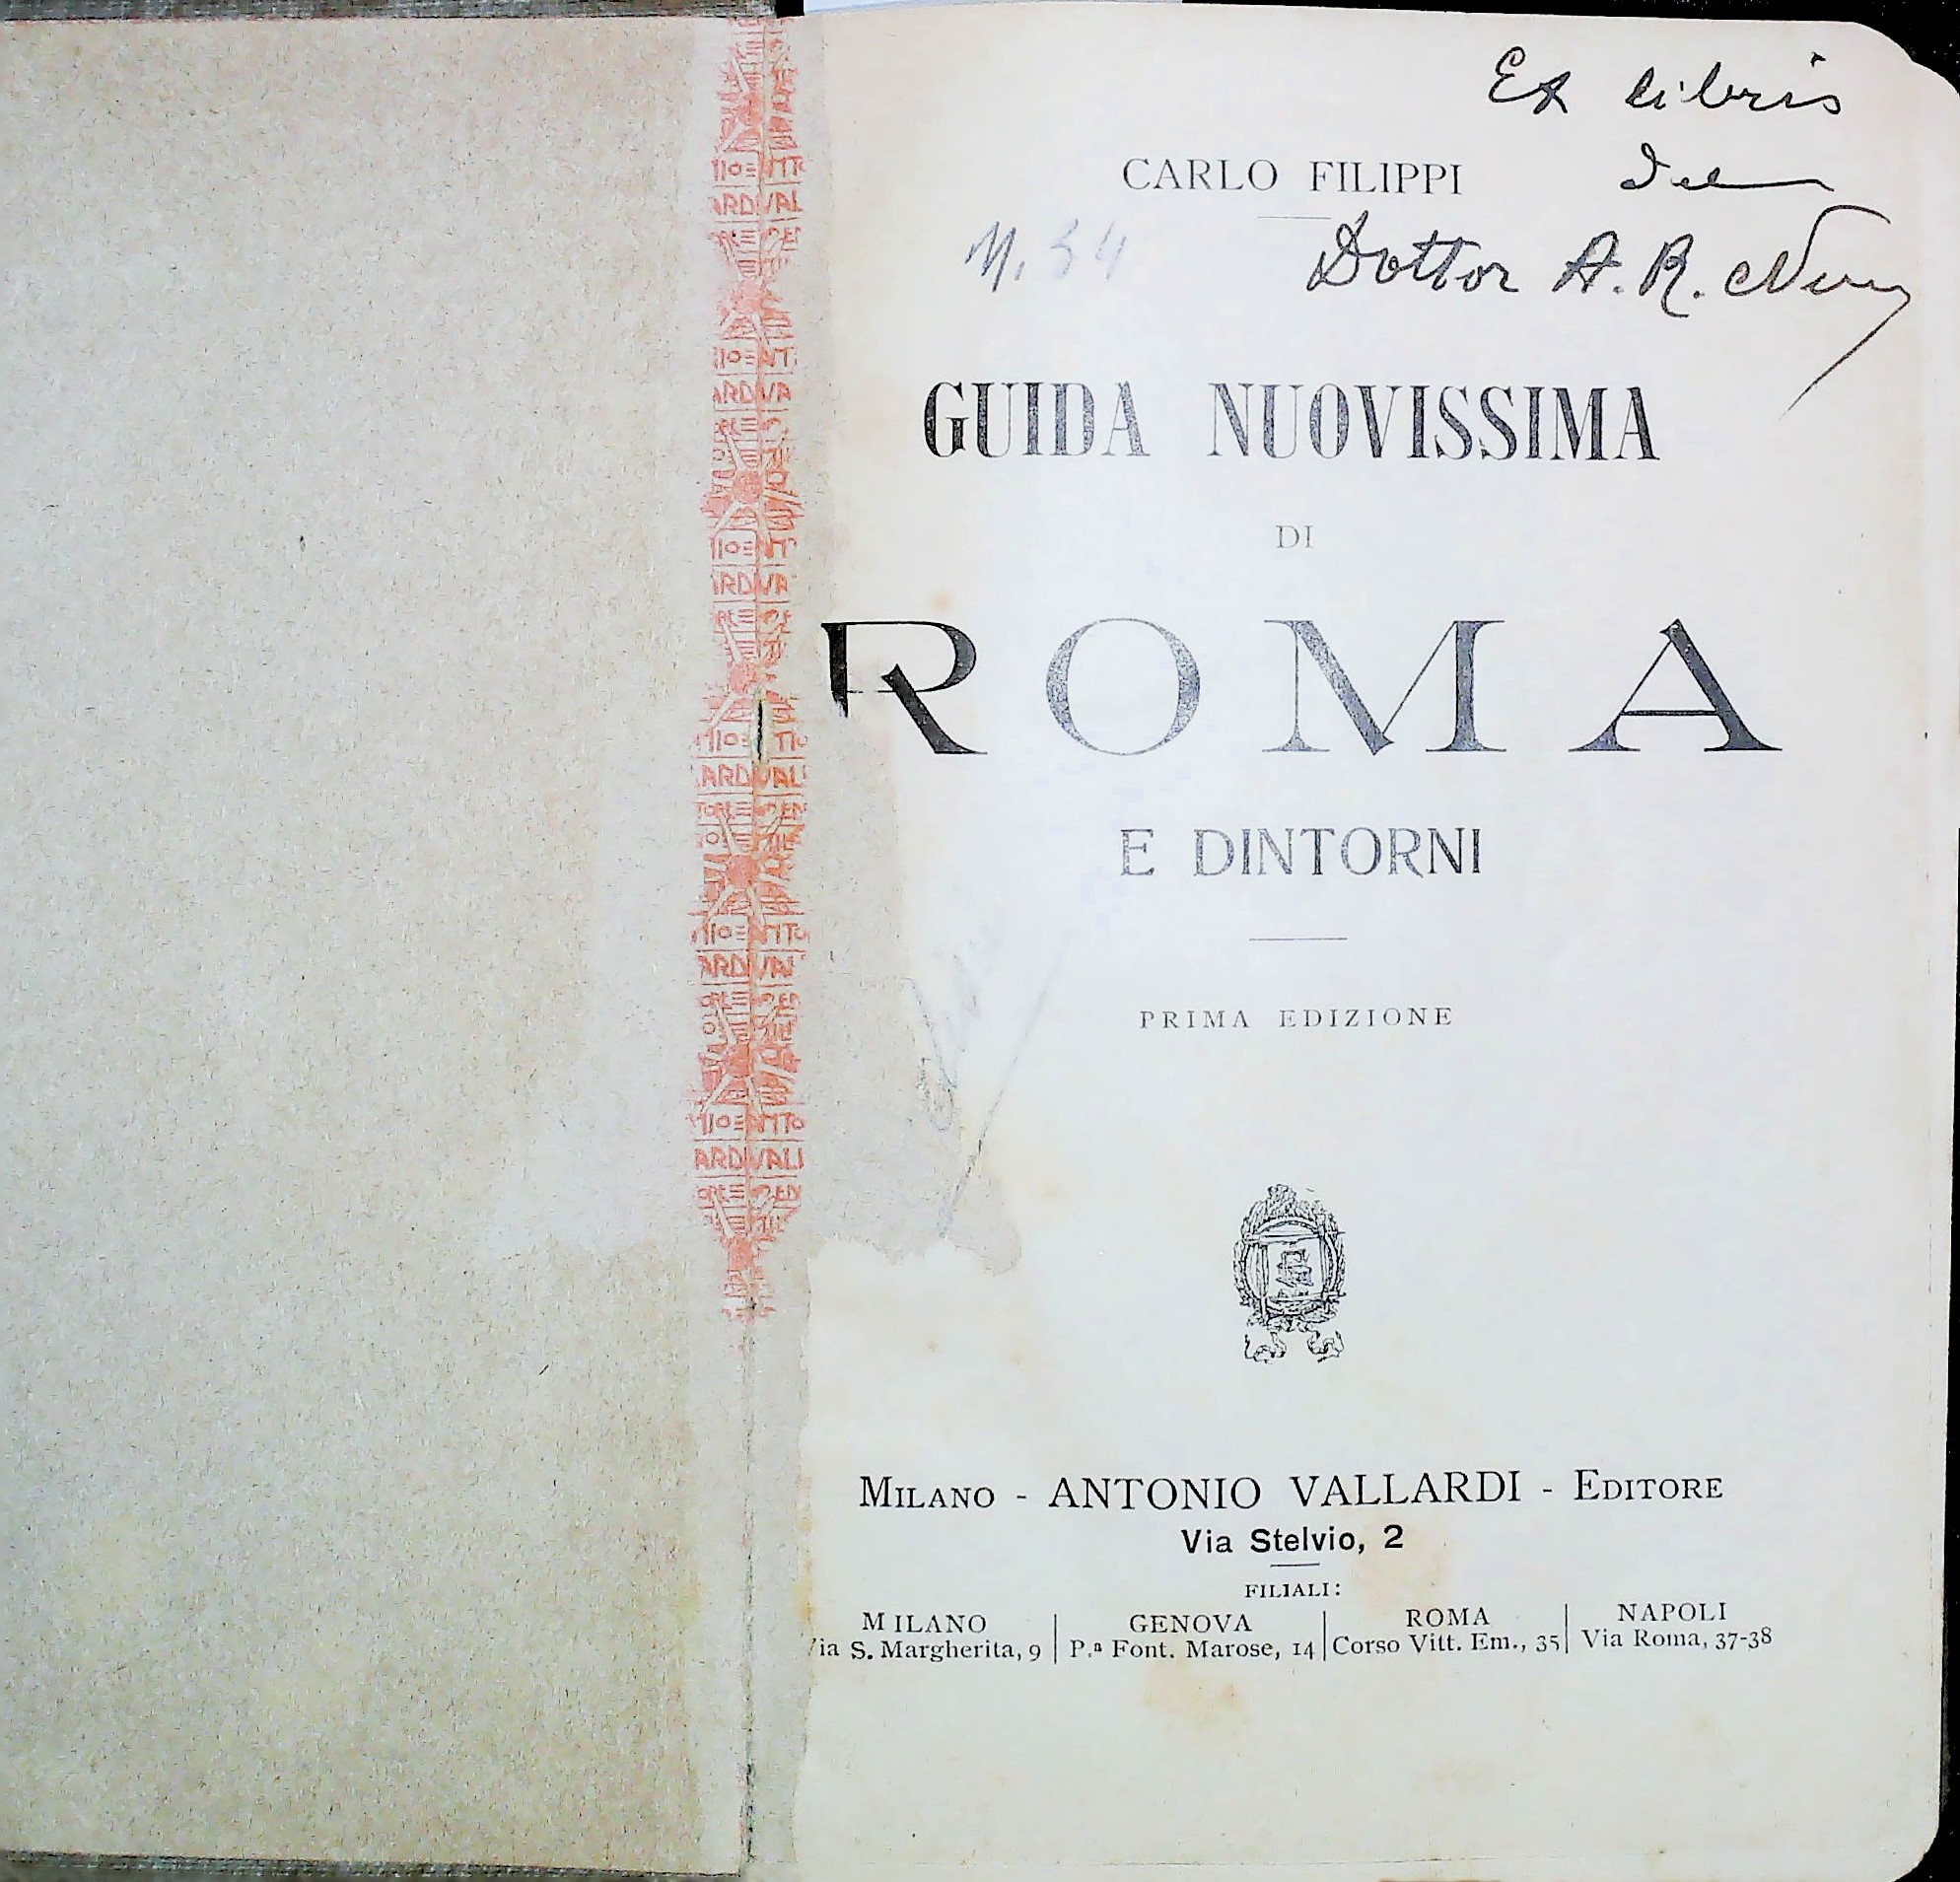 Ex libris
CARLO FILIPPI
del
N. 34
Dottor A. R.
GUIDA NUOVISSIMA
DI
ROMA
E DINTORNI
PRIMA EDIZIONE
MILANO - ANTONIO VALLARDI - EDITORE
Via Stelvio, 2
FILIALI:
MILANO | GENOVA | ROMA | NAPOLI
ia S. Margherita, 9 | P.ª Font. Marose, 14 | Corso Vitt. Em., 35 | Via Roma, 37-38